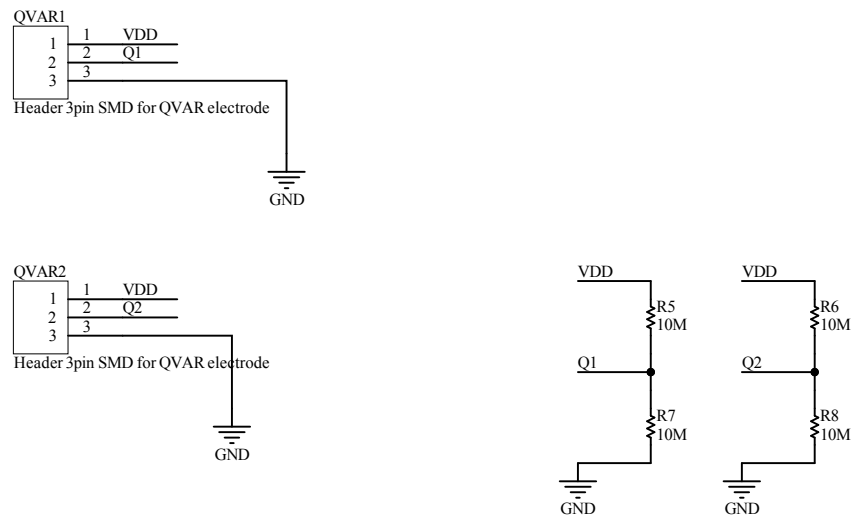 QVAR1
1 1 VDD
2 2 Q1
3 3
Header 3pin SMD for QVAR electrode
GND
QVAR2
1 1 VDD
2 2 Q2
3 3
Header 3pin SMD for QVAR electrode
GND
VDD
R5
10M
Q1
R7
10M
GND
VDD
R6
10M
Q2
R8
10M
GND